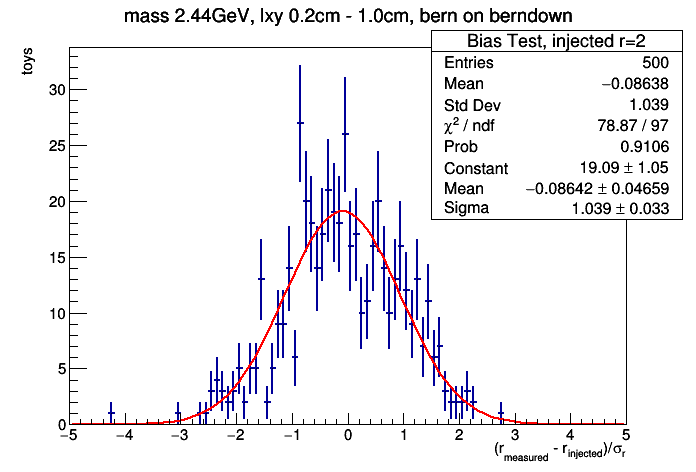 mass 2.44GeV, lxy 0.2cm - 1.0cm, bern on berndown
Bias Test, injected r=2
Entries 500
Mean −0.08638
Std Dev 1.039
χ² / ndf 78.87 / 97
Prob 0.9106
Constant 19.09 ± 1.05
Mean −0.08642 ± 0.04659
Sigma 1.039 ± 0.033
toys
30
25
20
15
10
5
0
−5 −4 −3 −2 −1 0 1 2 3 4 5
(r_measured - r_injected)/σ_r